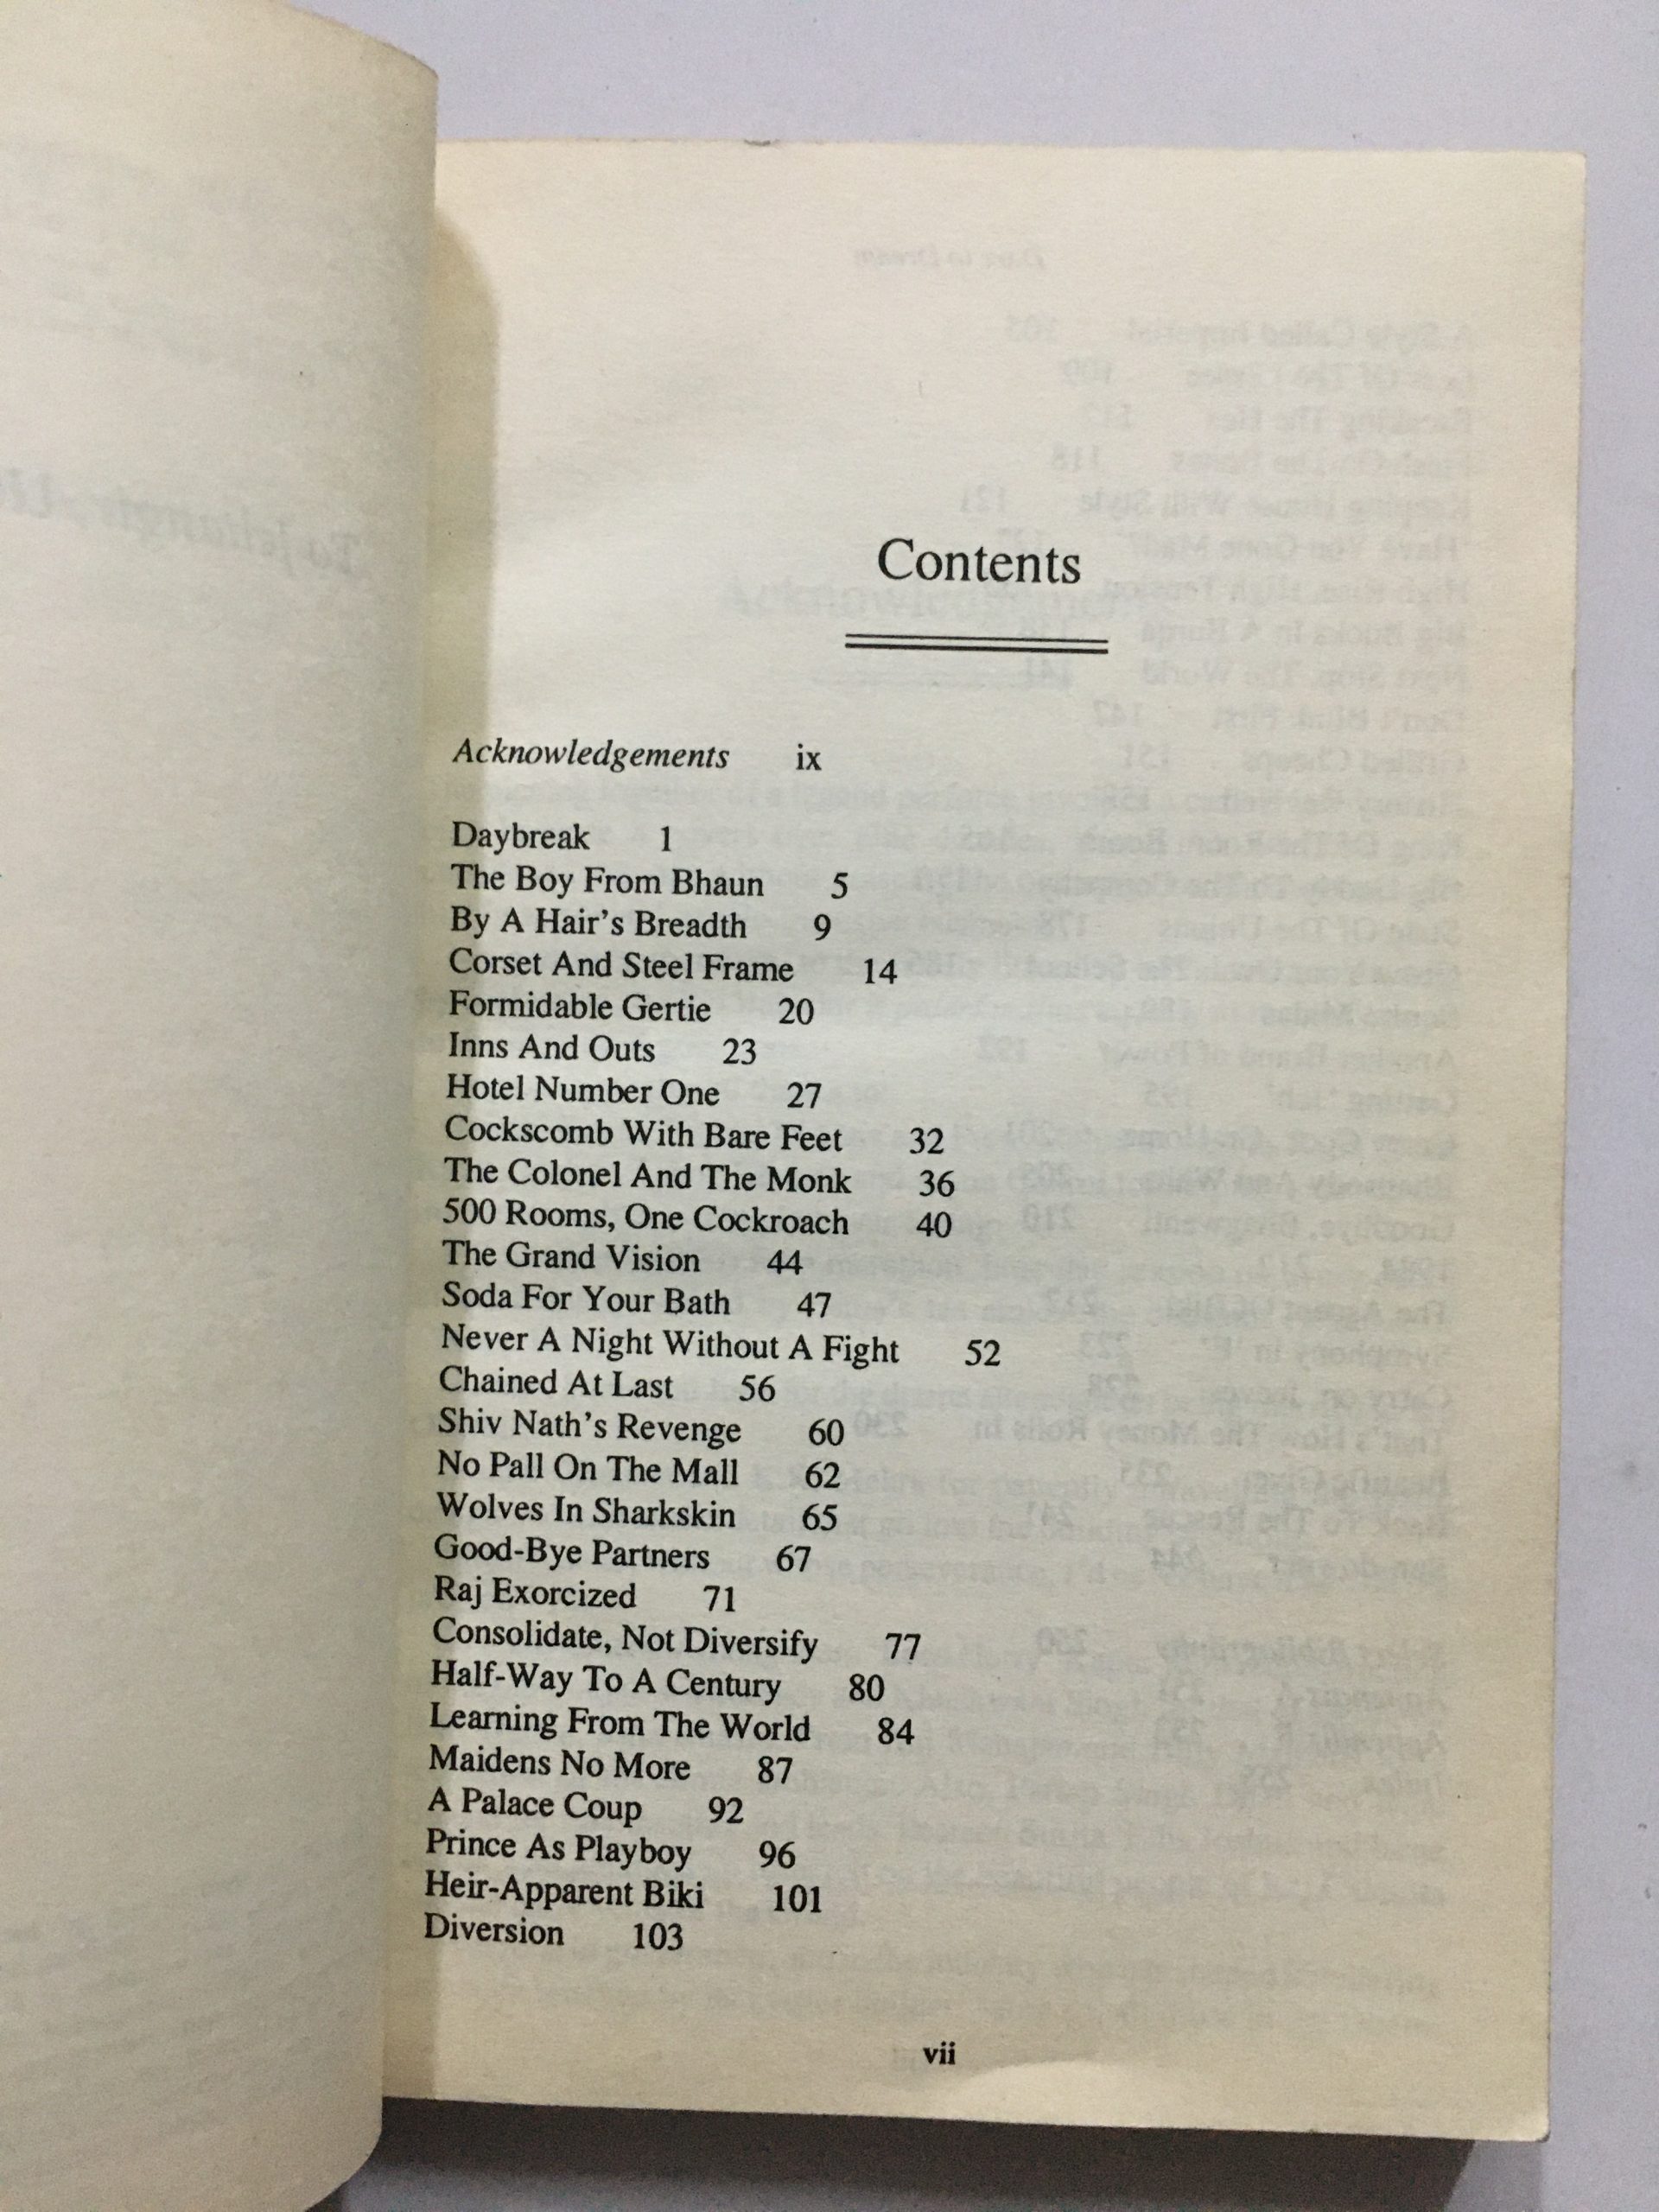 Contents
Acknowledgements ix
Daybreak 1
The Boy From Bhaun 5
By A Hair's Breadth 9
Corset And Steel Frame 14
Formidable Gertie 20
Inns And Outs 23
Hotel Number One 27
Cockscomb With Bare Feet 32
The Colonel And The Monk 36
500 Rooms, One Cockroach 40
The Grand Vision 44
Soda For Your Bath 47
Never A Night Without A Fight 52
Chained At Last 56
Shiv Nath's Revenge 60
No Pall On The Mall 62
Wolves In Sharkskin 65
Good-Bye Partners 67
Raj Exorcized 71
Consolidate, Not Diversify 77
Half-Way To A Century 80
Learning From The World 84
Maidens No More 87
A Palace Coup 92
Prince As Playboy 96
Heir-Apparent Biki 101
Diversion 103
vii